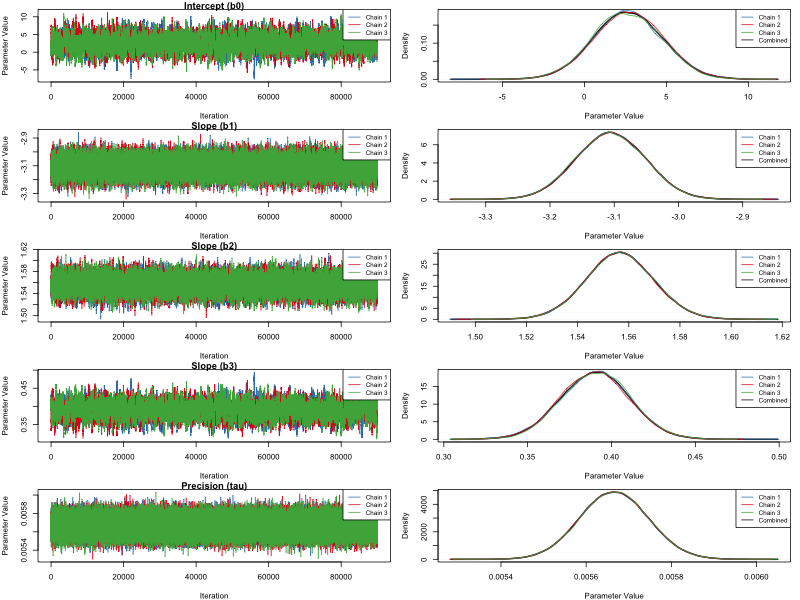 Intercept (b0)
Parameter Value
-5 0 5 10
0 20000 40000 60000 80000
Iteration
Chain 1
Chain 2
Chain 3
Density
0.00 0.10
-5 0 5 10
Parameter Value
Chain 1
Chain 2
Chain 3
Combined
Slope (b1)
Parameter Value
-3.3 -3.1 -2.9
0 20000 40000 60000 80000
Iteration
Chain 1
Chain 2
Chain 3
Density
0 2 4 6
-3.3 -3.2 -3.1 -3.0 -2.9
Parameter Value
Chain 1
Chain 2
Chain 3
Combined
Slope (b2)
Parameter Value
1.50 1.54 1.58 1.62
0 20000 40000 60000 80000
Iteration
Chain 1
Chain 2
Chain 3
Density
0 5 15 25
1.50 1.52 1.54 1.56 1.58 1.60 1.62
Parameter Value
Chain 1
Chain 2
Chain 3
Combined
Slope (b3)
Parameter Value
0.35 0.45
0 20000 40000 60000 80000
Iteration
Chain 1
Chain 2
Chain 3
Density
0 5 10 15
0.30 0.35 0.40 0.45 0.50
Parameter Value
Chain 1
Chain 2
Chain 3
Combined
Precision (tau)
Parameter Value
0.0054 0.0058
0 20000 40000 60000 80000
Iteration
Chain 1
Chain 2
Chain 3
Density
0 2000 4000
0.0054 0.0056 0.0058 0.0060
Parameter Value
Chain 1
Chain 2
Chain 3
Combined